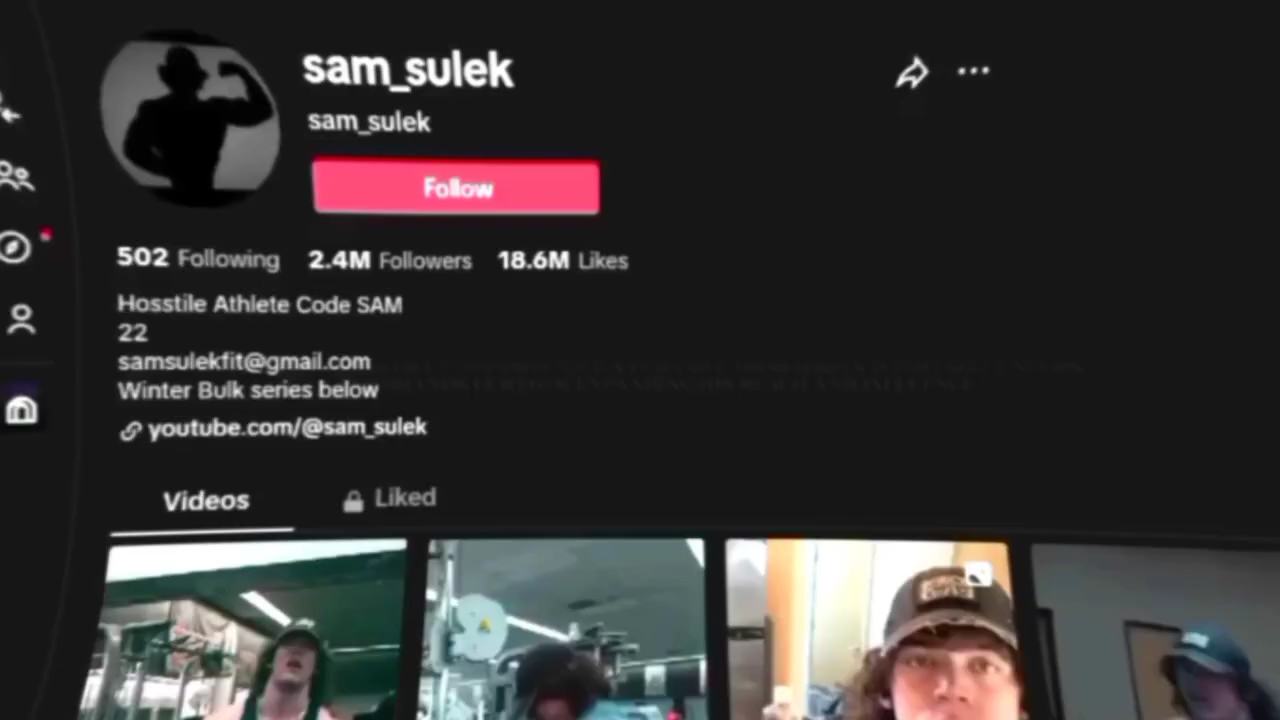 sam_sulek
sam_sulek
Follow
502 Following 2.4M Followers 18.6M Likes
Hosstile Athlete Code SAM
22
samsulekfit@gmail.com
Winter Bulk series below
youtube.com/@sam_sulek
Videos Liked